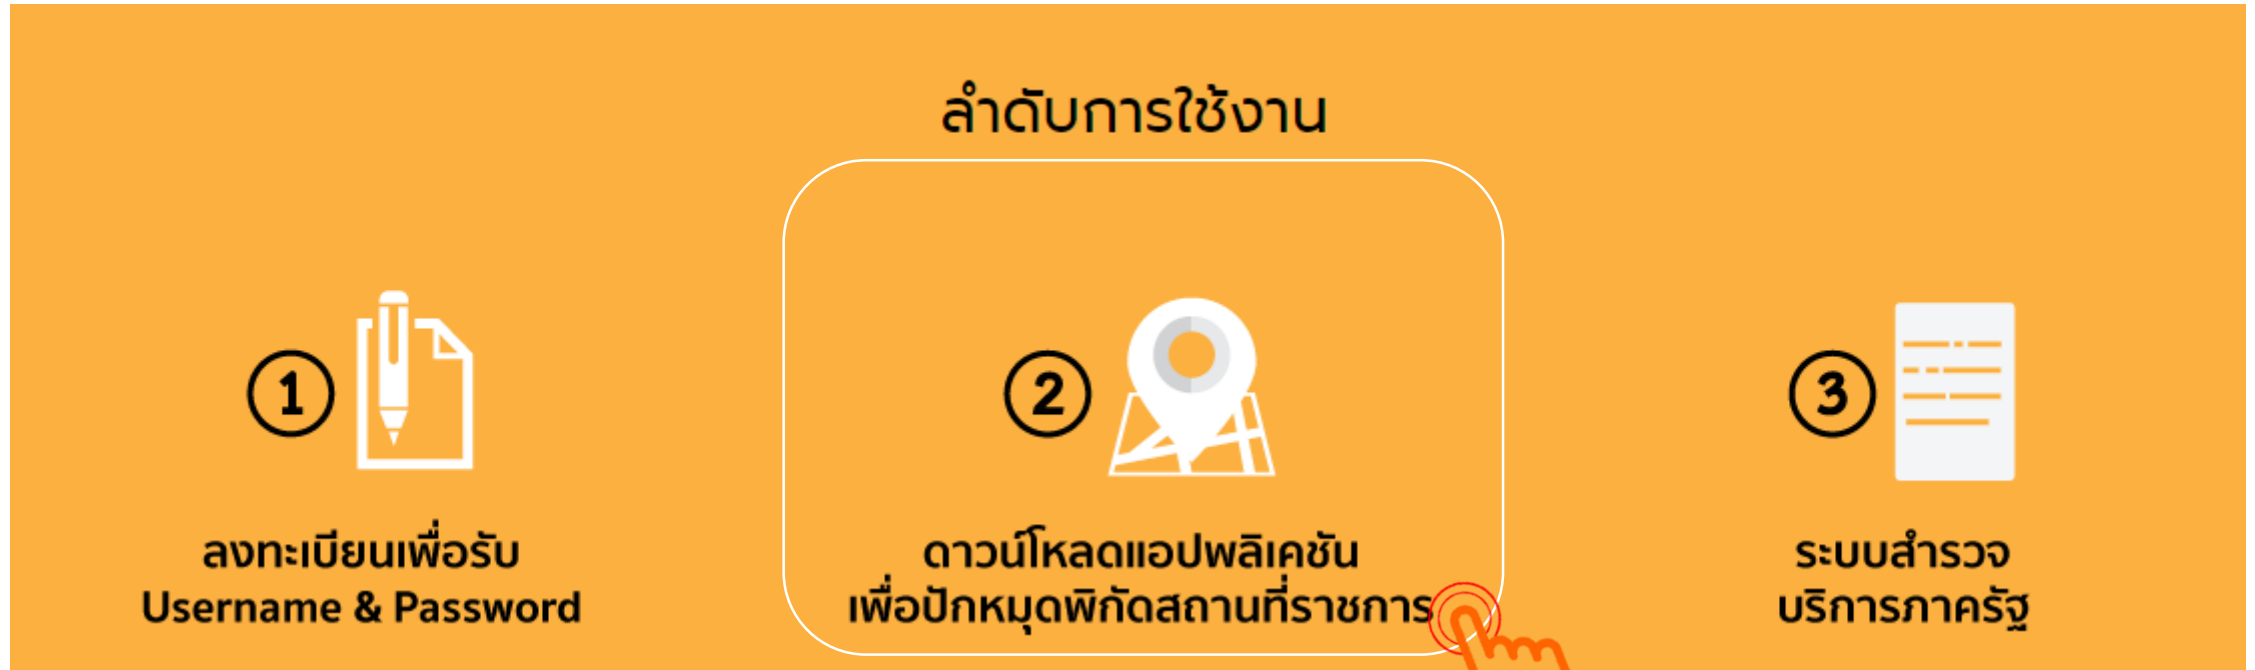 ลำดับการใช้งาน
1
ลงทะเบียนเพื่อรับ
Username & Password
2
ดาวน์โหลดแอปพลิเคชัน
เพื่อปักหมุดพิกัดสถานที่ราชการ
3
ระบบสำรวจ
บริการภาครัฐ